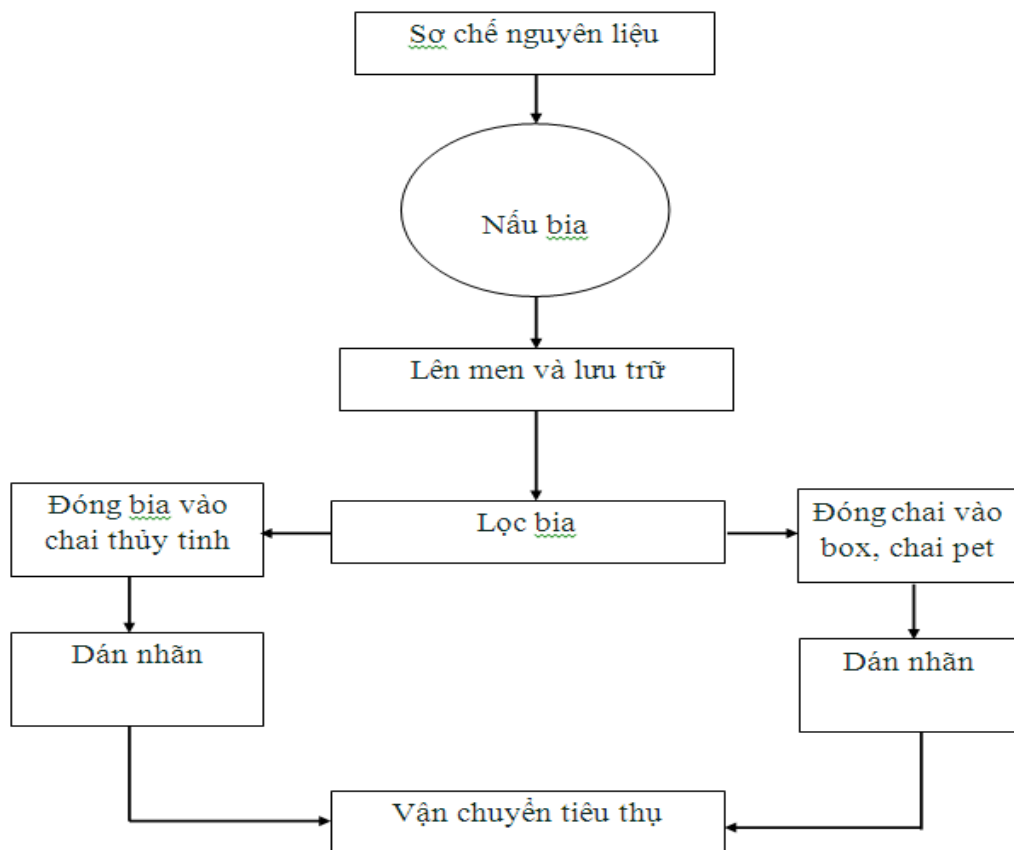 Sơ chế nguyên liệu
Nấu bia
Lên men và lưu trữ
Lọc bia
Đóng bia vào
chai thủy tinh
Đóng chai vào
box, chai pet
Dán nhãn
Dán nhãn
Vận chuyển tiêu thụ